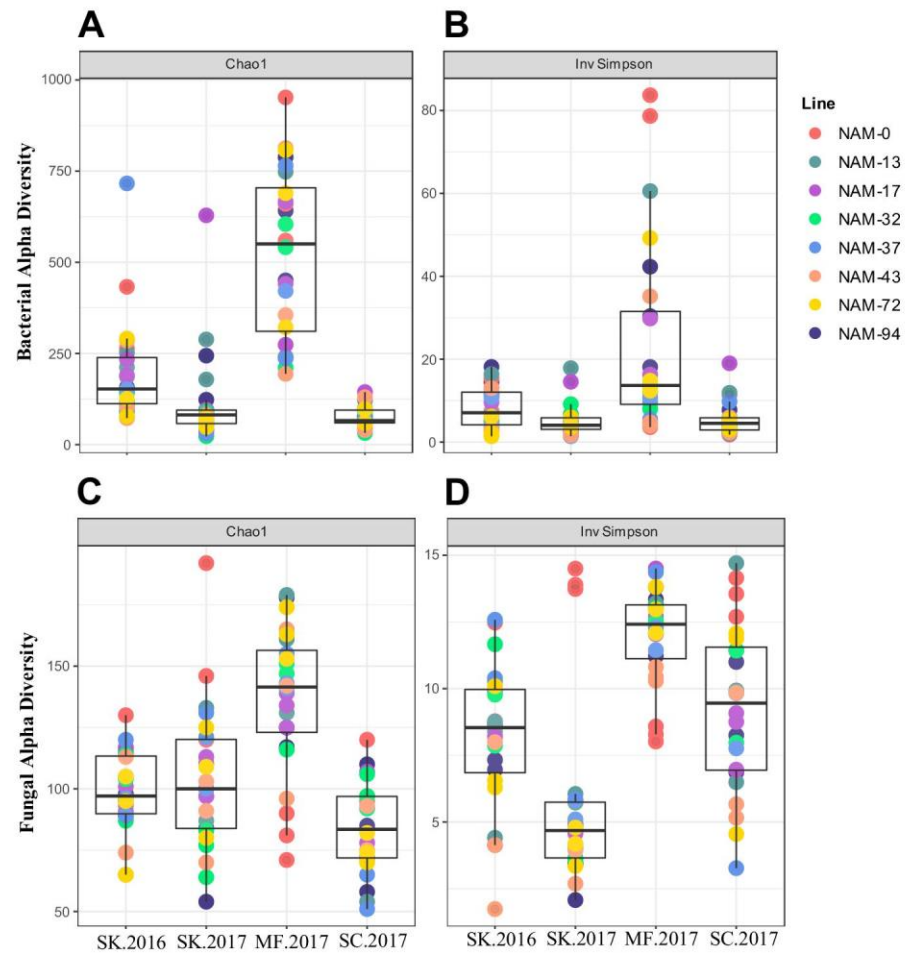 A
B
Chao1
Inv Simpson
Bacterial Alpha Diversity
1000
750
500
250
0
80
60
40
20
0
Line
NAM-0
NAM-13
NAM-17
NAM-32
NAM-37
NAM-43
NAM-72
NAM-94
C
D
Chao1
Inv Simpson
Fungal Alpha Diversity
150
100
50
15
10
5
SK.2016
SK.2017
MF.2017
SC.2017
SK.2016
SK.2017
MF.2017
SC.2017